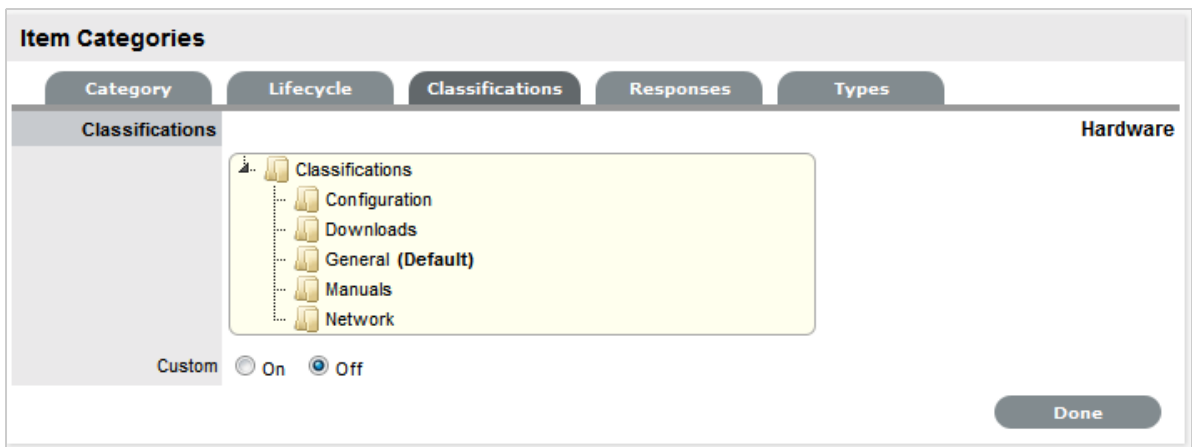 Item Categories
Category Lifecycle Classifications Responses Types
Classifications Hardware
Classifications
Configuration
Downloads
General (Default)
Manuals
Network
Custom On Off
Done